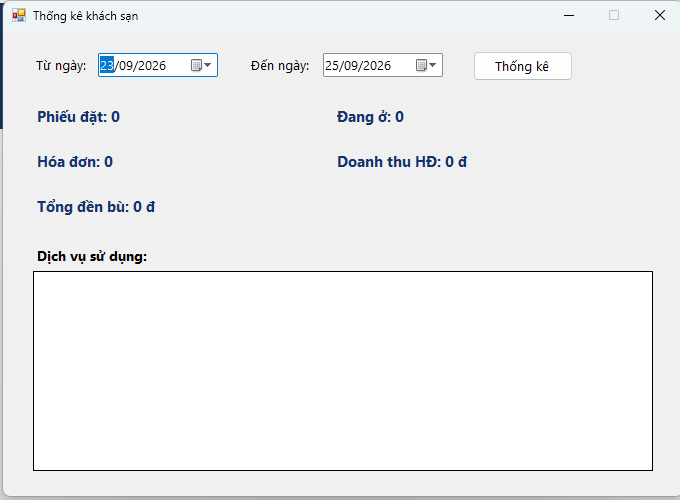 Thống kê khách sạn
Từ ngày: 23/09/2026 Đến ngày: 25/09/2026 Thống kê
Phiếu đặt: 0 Đang ở: 0
Hóa đơn: 0 Doanh thu HĐ: 0 đ
Tổng đền bù: 0 đ
Dịch vụ sử dụng: